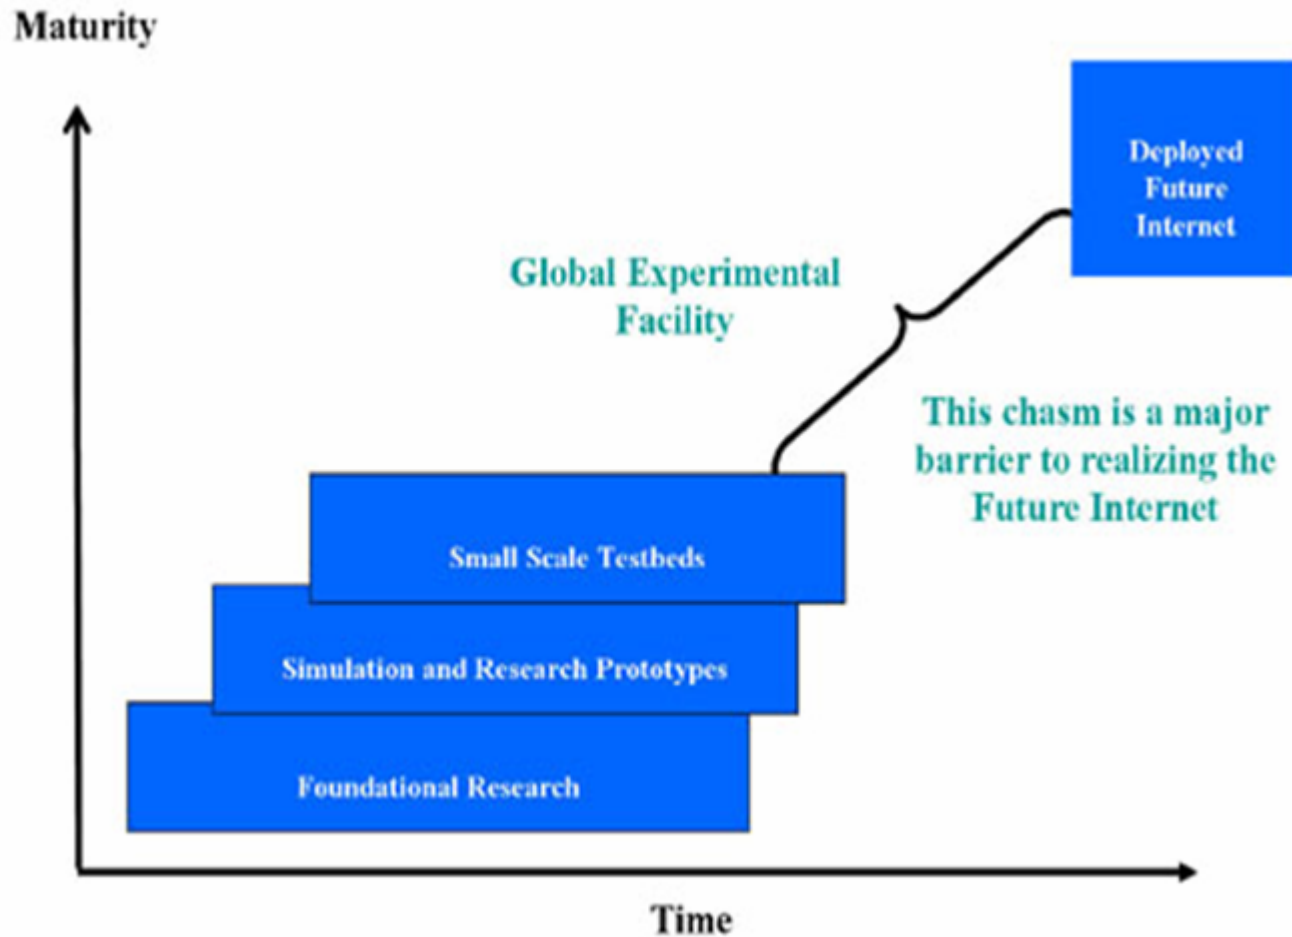 Maturity
Deployed
Future
Internet
Global Experimental
Facility
This chasm is a major
barrier to realizing the
Future Internet
Small Scale Testbeds
Simulation and Research Prototypes
Foundational Research
Time